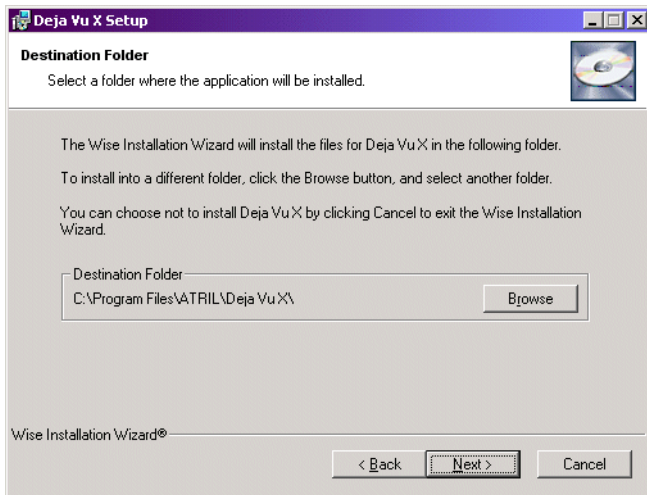 Deja Vu X Setup
Destination Folder
Select a folder where the application will be installed.
The Wise Installation Wizard will install the files for Deja Vu X in the following folder.
To install into a different folder, click the Browse button, and select another folder.
You can choose not to install Deja Vu X by clicking Cancel to exit the Wise Installation
Wizard.
Destination Folder
C:\Program Files\ATRIL\Deja Vu X\
Browse
Wise Installation Wizard®
< Back
Next >
Cancel